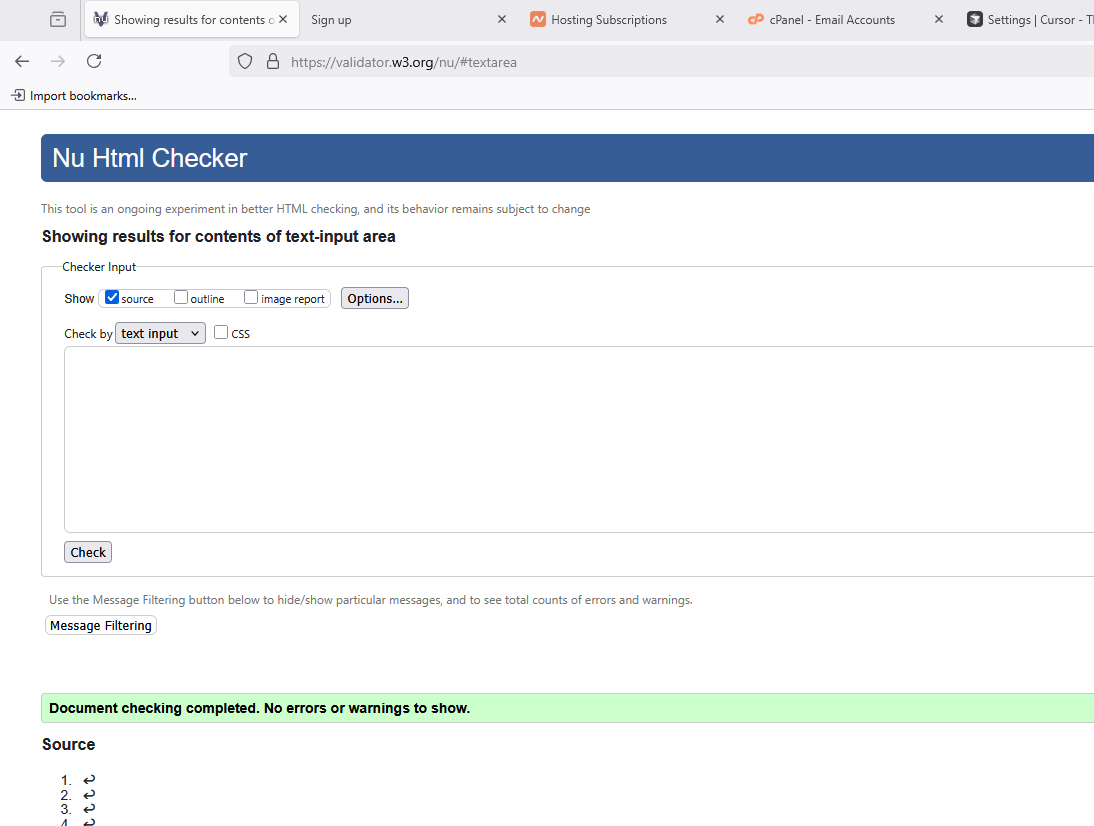 Showing results for contents o
Sign up
Hosting Subscriptions
cPanel - Email Accounts
Settings | Cursor - T
https://validator.w3.org/nu/#textarea
Import bookmarks...
Nu Html Checker
This tool is an ongoing experiment in better HTML checking, and its behavior remains subject to change
Showing results for contents of text-input area
Checker Input
Show source outline image report Options...
Check by text input CSS
Check
Use the Message Filtering button below to hide/show particular messages, and to see total counts of errors and warnings.
Message Filtering
Document checking completed. No errors or warnings to show.
Source
1. ↩
2. ↩
3. ↩
4. ↩